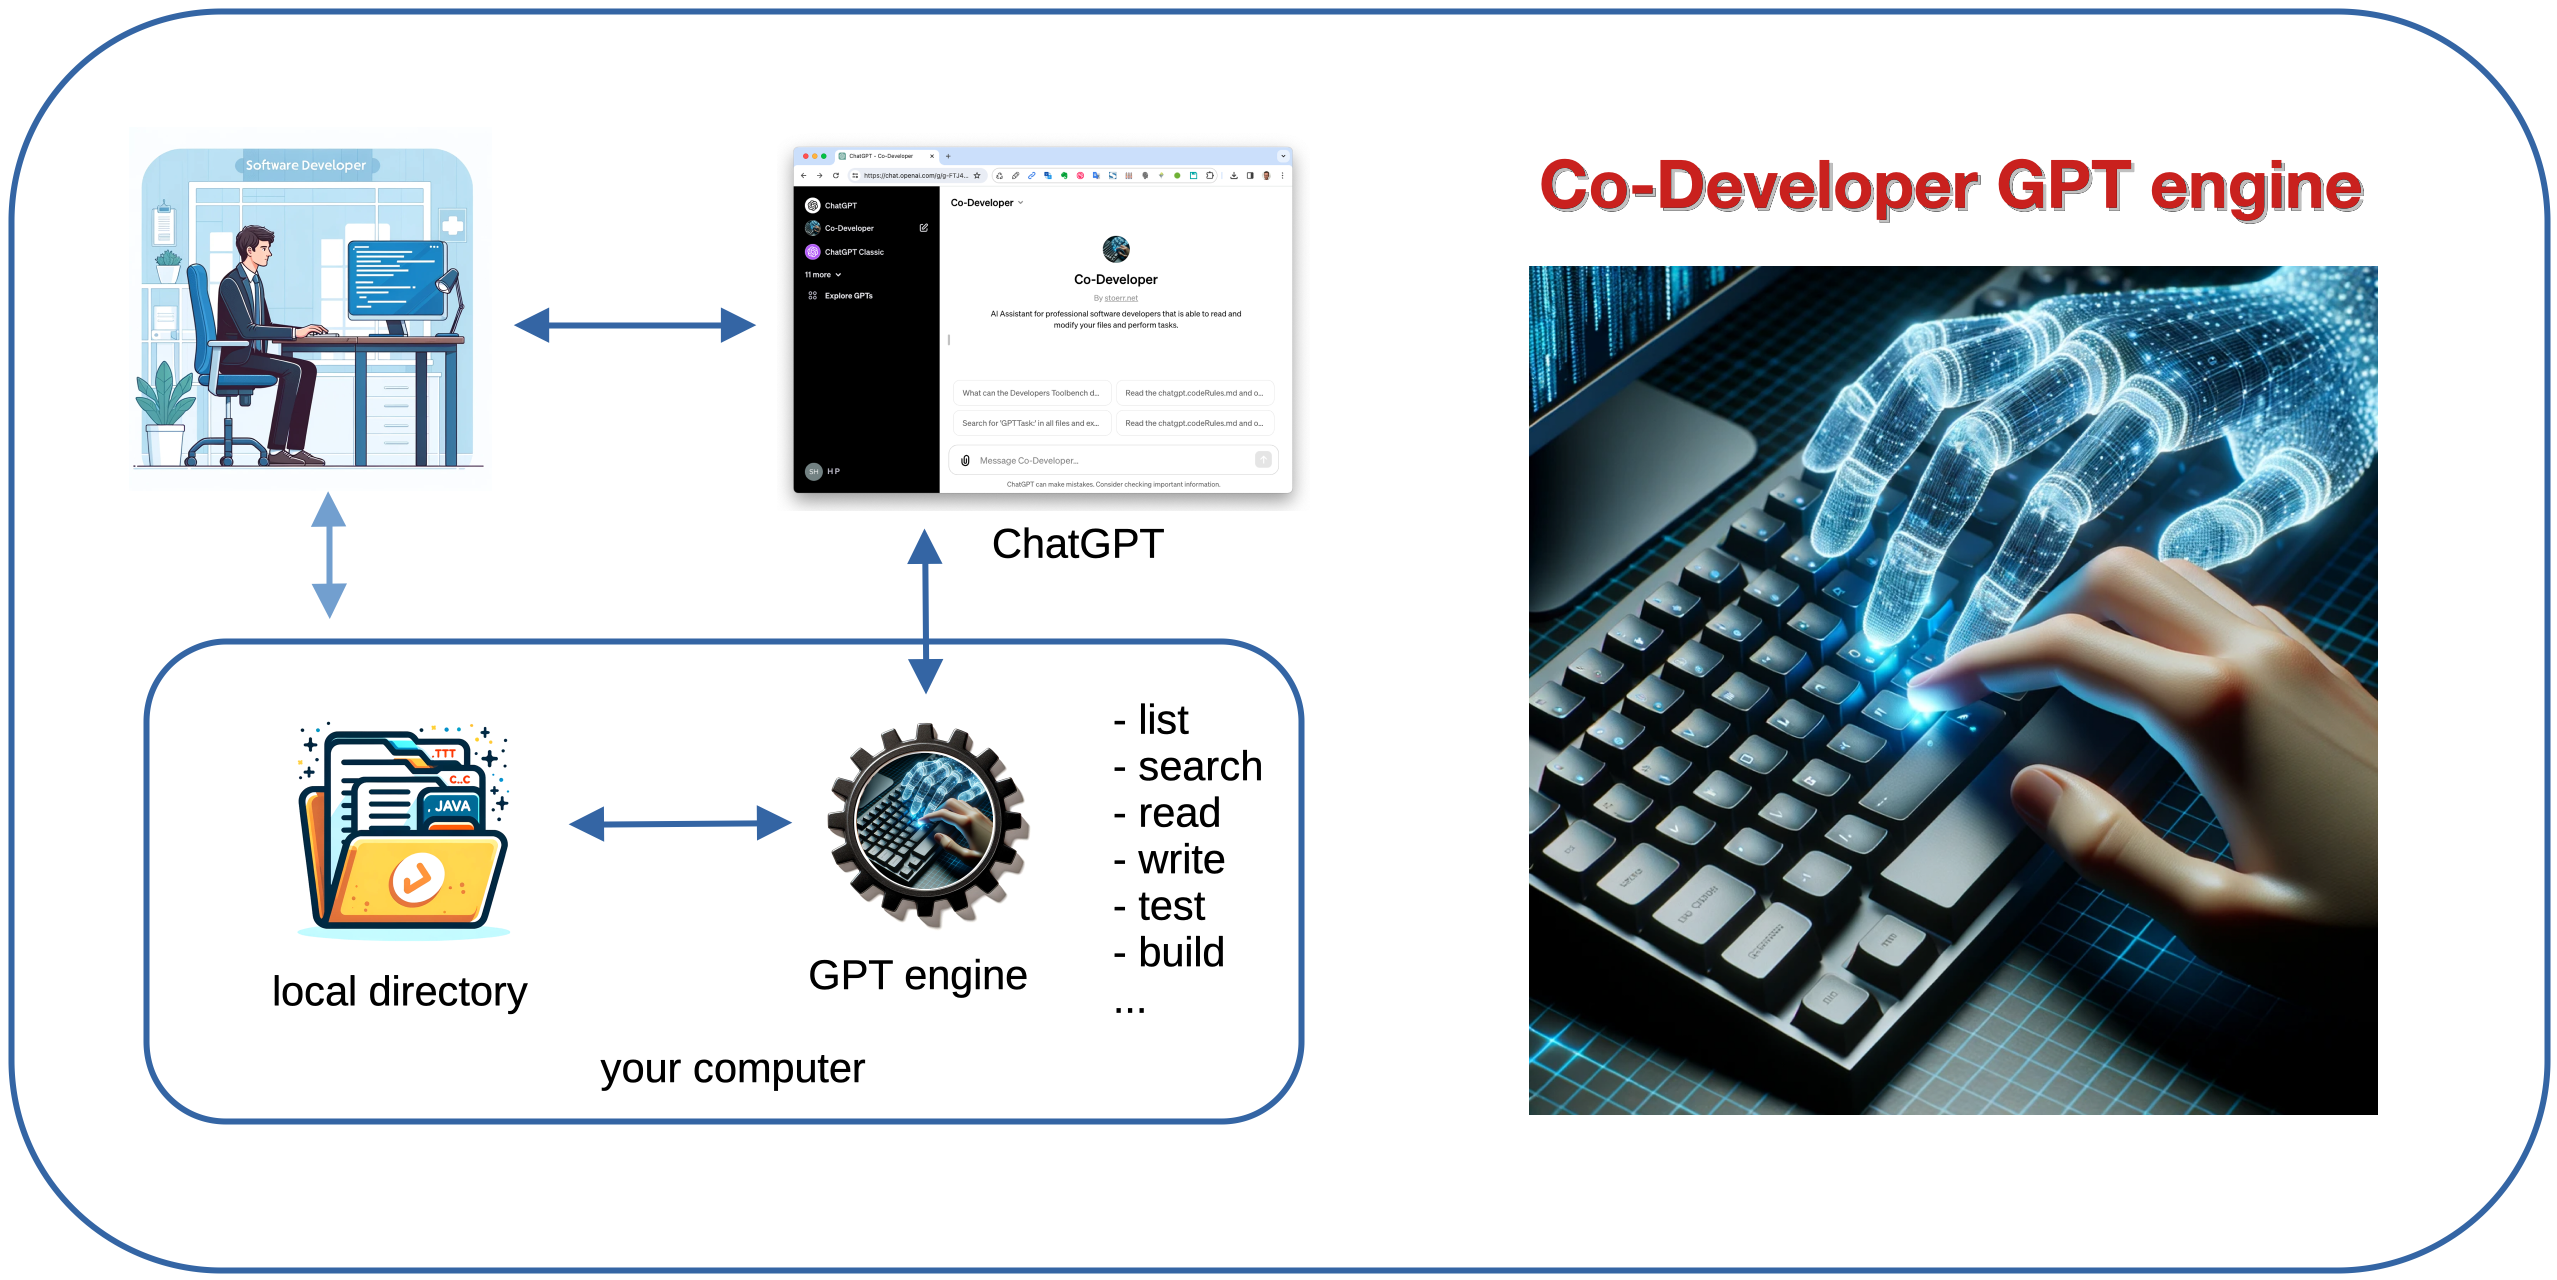 Software Developer
ChatGPT - Co-Developer
https://chat.openai.com/g/g-FTJ4...
ChatGPT
Co-Developer
ChatGPT Classic
11 more
Explore GPTs
SH
H P
Co-Developer
Co-Developer
By stoerr.net
AI Assistant for professional software developers that is able to read and
modify your files and perform tasks.
What can the Developers Toolbench d...
Read the chatgpt.codeRules.md and o...
Search for 'GPTTask:' in all files and ex...
Read the chatgpt.codeRules.md and o...
Message Co-Developer...
ChatGPT can make mistakes. Consider checking important information.
ChatGPT
Co-Developer GPT engine
.TTT
C..C
JAVA
local directory
GPT engine
- list
- search
- read
- write
- test
- build
...
your computer